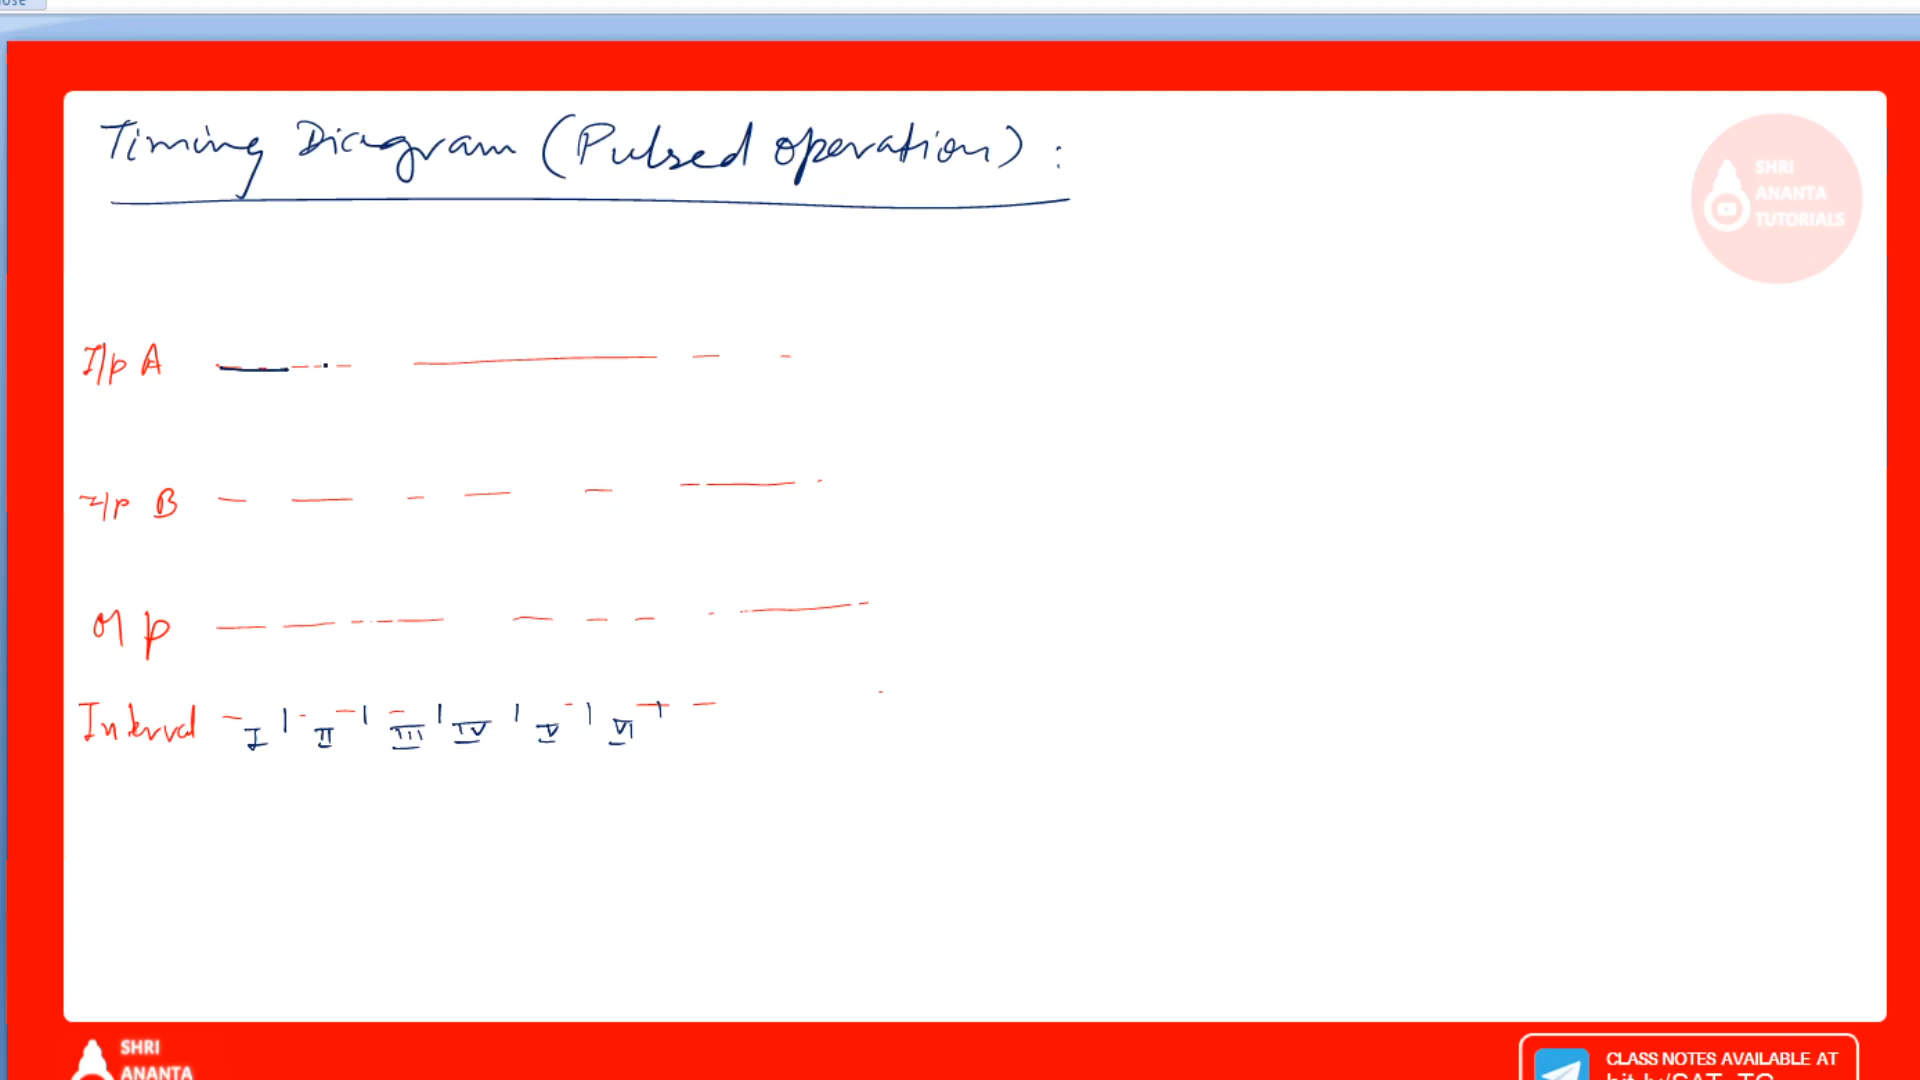 Timing Diagram (Pulsed operation) :
SHRI
ANANTA
TUTORIALS
I/p A
I/p B
O/p
Interval I | II | III | IV | V | VI |
SHRI
ANANTA
CLASS NOTES AVAILABLE AT